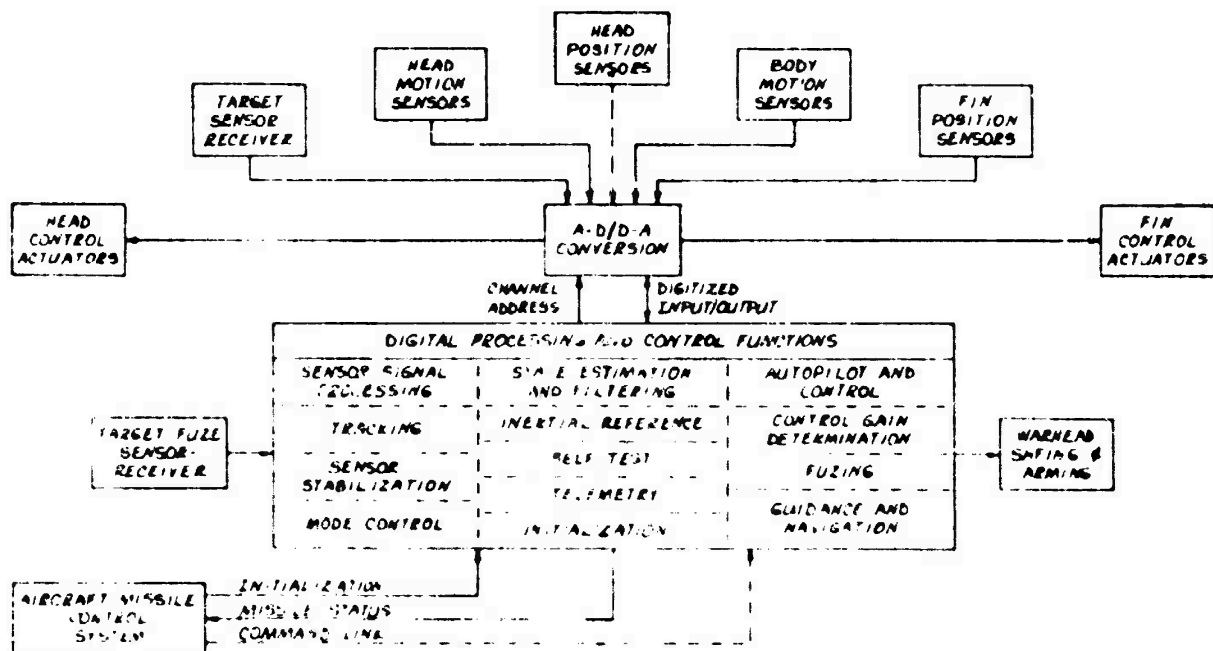 HEAD
POSITION
SENSORS
HEAD
MOTION
SENSORS
BODY
MOTION
SENSORS
TARGET
SENSOR
RECEIVER
FIN
POSITION
SENSORS
HEAD
CONTROL
ACTUATORS
A-D/D-A
CONVERSION
FIN
CONTROL
ACTUATORS
CHANNEL
ADDRESS
DIGITIZED
INPUT/OUTPUT
DIGITAL PROCESSING AND CONTROL FUNCTIONS
SENSOR SIGNAL
PROCESSING
TRACKING
SENSOR
STABILIZATION
MODE CONTROL
STATE ESTIMATION
AND FILTERING
INERTIAL REFERENCE
SELF TEST
TELEMETRY
INITIALIZATION
AUTOPILOT AND
CONTROL
CONTROL GAIN
DETERMINATION
FUZING
GUIDANCE AND
NAVIGATION
TARGET FUZE
SENSOR-
RECEIVER
WARHEAD
SAFING &
ARMING
AIRCRAFT MISSILE
CONTROL
SYSTEM
INITIALIZATION
MISSILE STATUS
COMMAND LINK